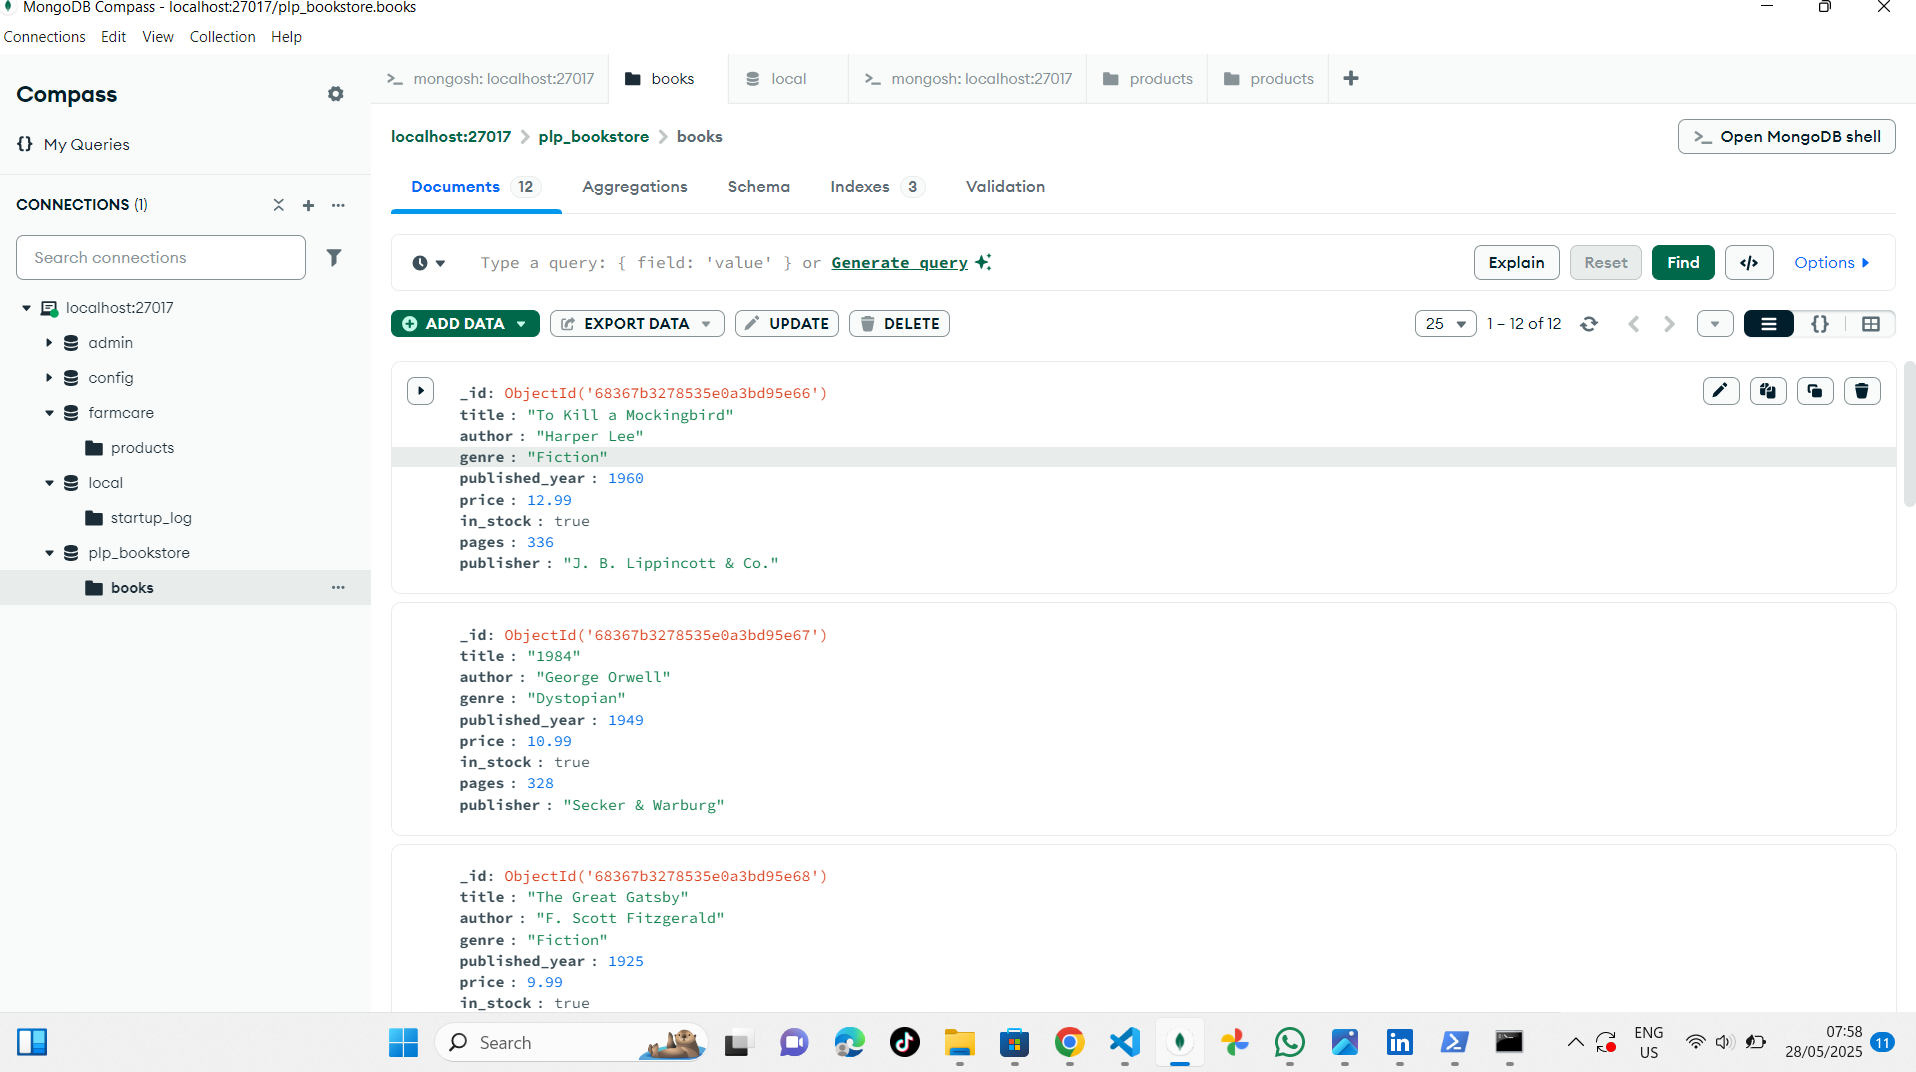 MongoDB Compass - localhost:27017/plp_bookstore.books
Connections Edit View Collection Help
Compass
{} My Queries
CONNECTIONS (1)
Search connections
localhost:27017
admin
config
farmcare
products
local
startup_log
plp_bookstore
books
>_ mongosh: localhost:27017
books
local
>_ mongosh: localhost:27017
products
products
localhost:27017 > plp_bookstore > books
>_ Open MongoDB shell
Documents 12 Aggregations Schema Indexes 3 Validation
Type a query: { field: 'value' } or Generate query
Explain Reset Find </> Options
ADD DATA EXPORT DATA UPDATE DELETE
25 1 – 12 of 12 {}
_id: ObjectId('68367b3278535e0a3bd95e66')
title : "To Kill a Mockingbird"
author : "Harper Lee"
genre : "Fiction"
published_year : 1960
price : 12.99
in_stock : true
pages : 336
publisher : "J. B. Lippincott & Co."
_id: ObjectId('68367b3278535e0a3bd95e67')
title : "1984"
author : "George Orwell"
genre : "Dystopian"
published_year : 1949
price : 10.99
in_stock : true
pages : 328
publisher : "Secker & Warburg"
_id: ObjectId('68367b3278535e0a3bd95e68')
title : "The Great Gatsby"
author : "F. Scott Fitzgerald"
genre : "Fiction"
published_year : 1925
price : 9.99
in_stock : true
Search
ENG
US
07:58
28/05/2025
11